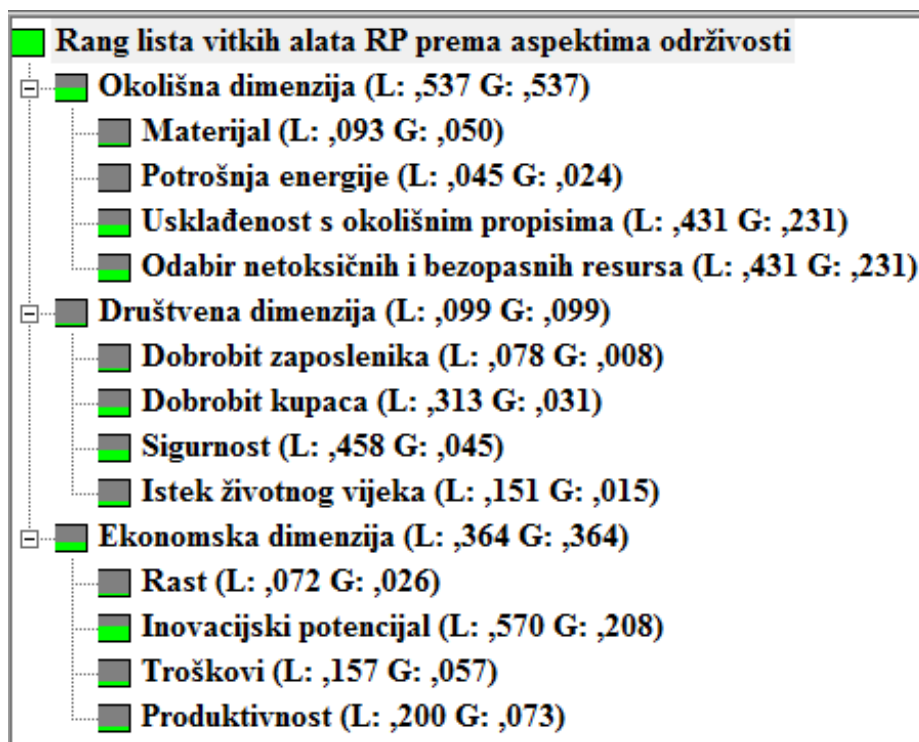 Rang lista vitkih alata RP prema aspektima održivosti
Okolišna dimenzija (L: ,537 G: ,537)
Materijal (L: ,093 G: ,050)
Potrošnja energije (L: ,045 G: ,024)
Usklađenost s okolišnim propisima (L: ,431 G: ,231)
Odabir netoksičnih i bezopasnih resursa (L: ,431 G: ,231)
Društvena dimenzija (L: ,099 G: ,099)
Dobrobit zaposlenika (L: ,078 G: ,008)
Dobrobit kupaca (L: ,313 G: ,031)
Sigurnost (L: ,458 G: ,045)
Istek životnog vijeka (L: ,151 G: ,015)
Ekonomska dimenzija (L: ,364 G: ,364)
Rast (L: ,072 G: ,026)
Inovacijski potencijal (L: ,570 G: ,208)
Troškovi (L: ,157 G: ,057)
Produktivnost (L: ,200 G: ,073)